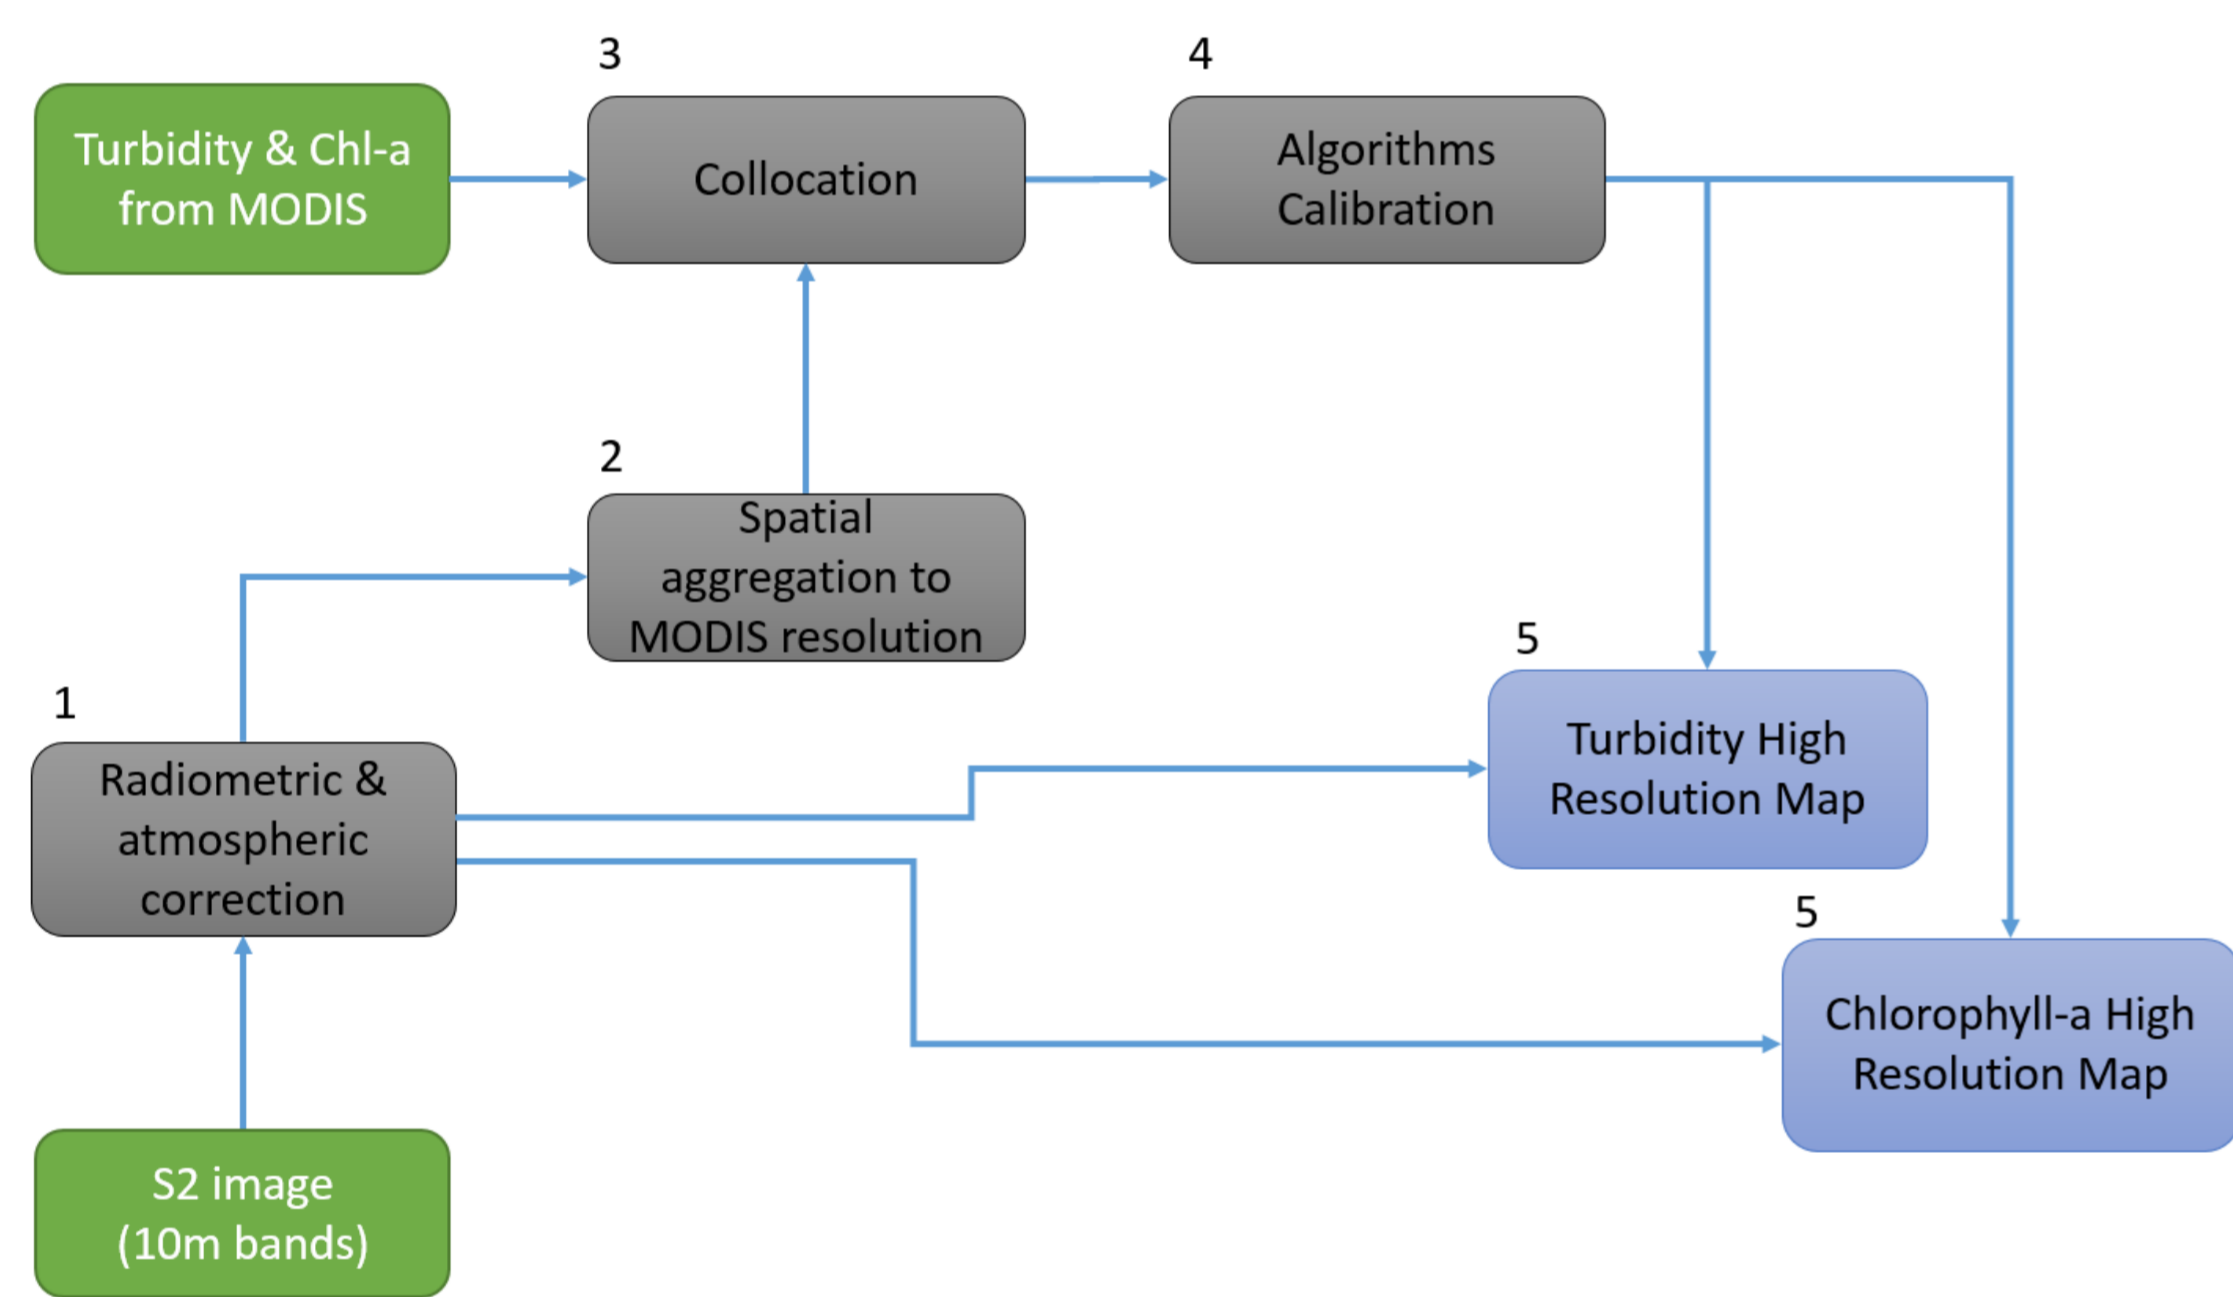 3
4
Turbidity & Chl-a
from MODIS
Collocation
Algorithms
Calibration
2
Spatial
aggregation to
MODIS resolution
1
Radiometric &
atmospheric
correction
5
Turbidity High
Resolution Map
5
Chlorophyll-a High
Resolution Map
S2 image
(10m bands)